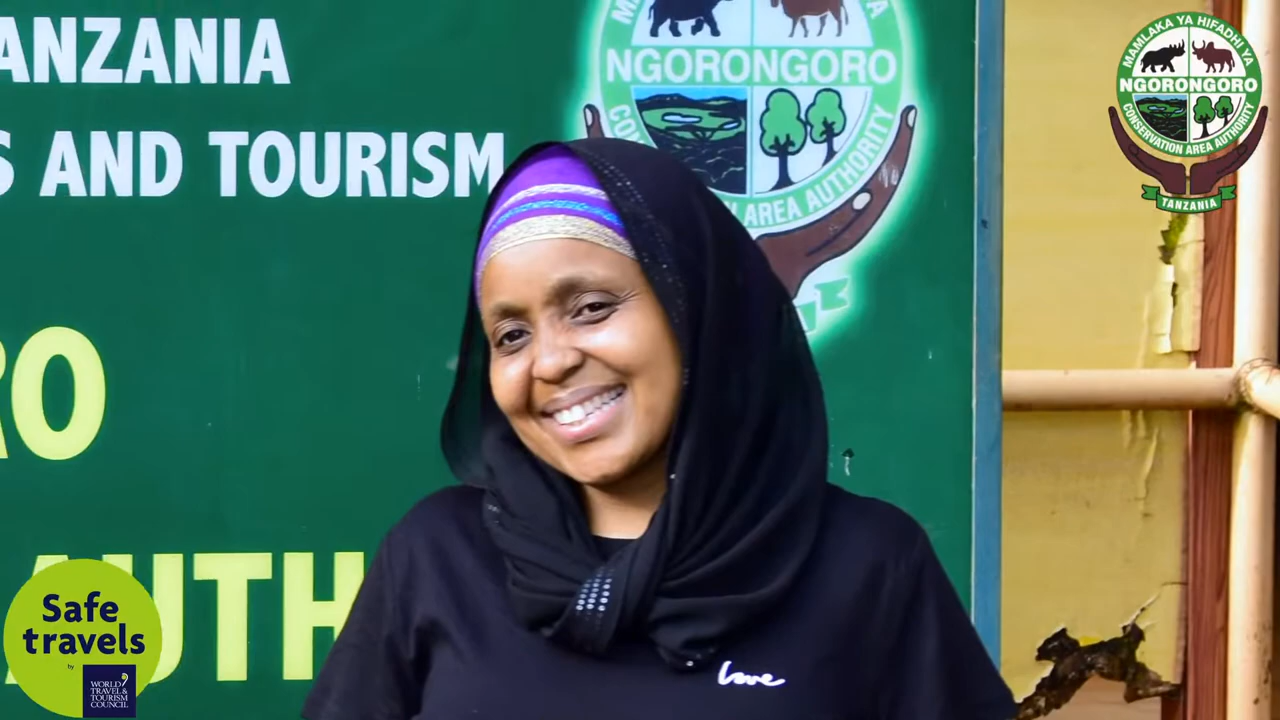 ANZANIA
S AND TOURISM
RO
AUTH
NGORONGORO
AREA AUTHORITY
MAMLAKA YA HIFADHI YA
NGORONGORO
CONSERVATION AREA AUTHORITY
TANZANIA
love
Safe
travels
by
WORLD
TRAVEL &
TOURISM
COUNCIL